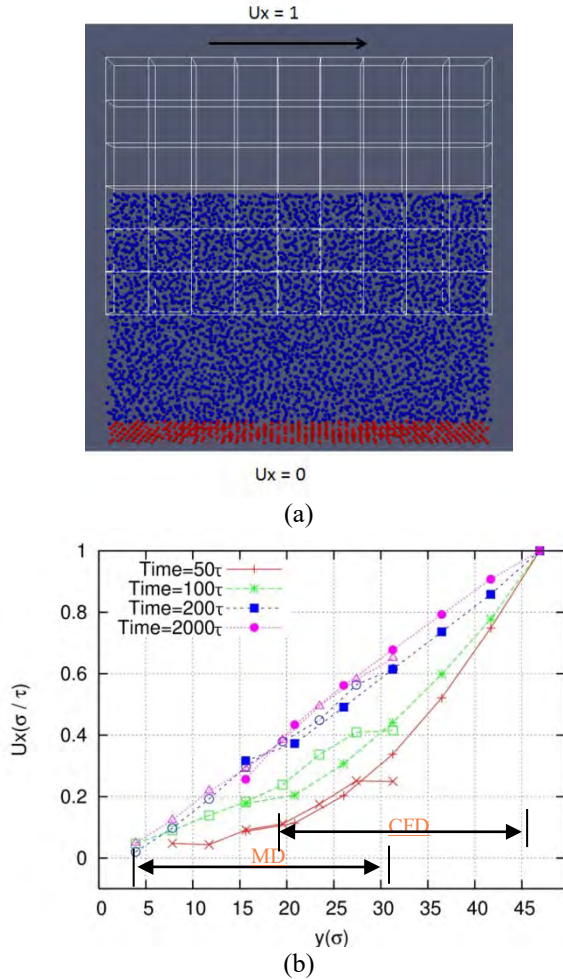 Ux = 1
Ux = 0
(a)
Time=50τ
Time=100τ
Time=200τ
Time=2000τ
Ux(σ / τ)
1
0.8
0.6
0.4
0.2
0
CFD
MD
0 5 10 15 20 25 30 35 40 45
y(σ)
(b)